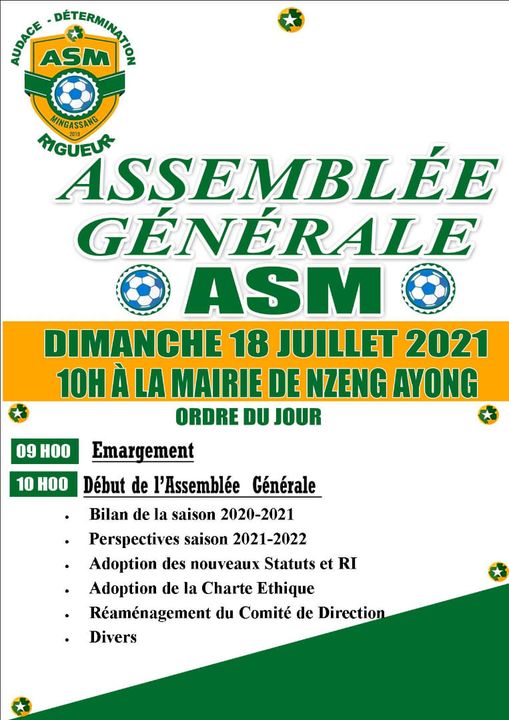 AUDACE - DÉTERMINATION
ASM
MINGASSANG
2019
RIGUEUR
ASSEMBLÉE
GÉNÉRALE
ASM
DIMANCHE 18 JUILLET 2021
10H À LA MAIRIE DE NZENG AYONG
ORDRE DU JOUR
09 H00 Emargement
10 H00 Début de l'Assemblée Générale
• Bilan de la saison 2020-2021
• Perspectives saison 2021-2022
• Adoption des nouveaux Statuts et RI
• Adoption de la Charte Ethique
• Réaménagement du Comité de Direction
• Divers